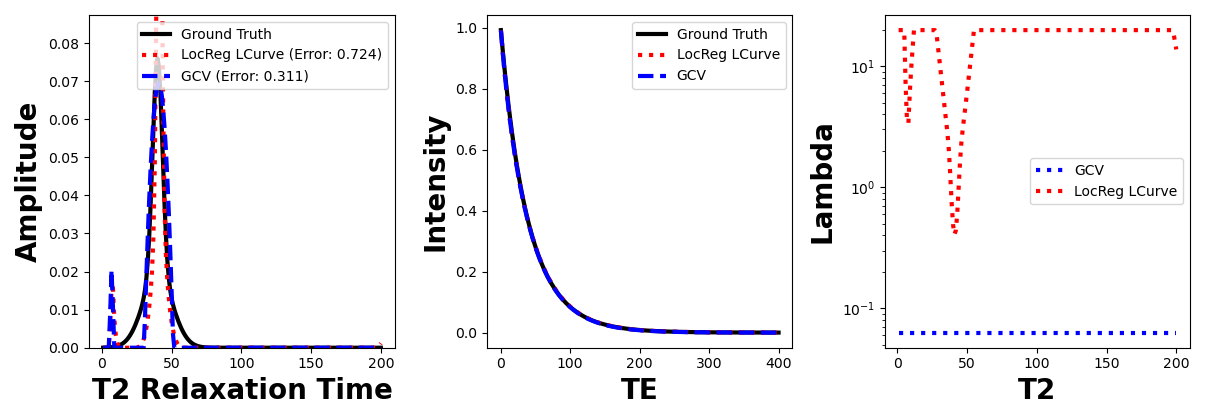 Amplitude
0.08
0.07
0.06
0.05
0.04
0.03
0.02
0.01
0.00
Ground Truth
LocReg LCurve (Error: 0.724)
GCV (Error: 0.311)
0 50 100 150 200
T2 Relaxation Time
Intensity
1.0
0.8
0.6
0.4
0.2
0.0
Ground Truth
LocReg LCurve
GCV
0 100 200 300 400
TE
Lambda
10¹
10⁰
10⁻¹
GCV
LocReg LCurve
0 50 100 150 200
T2